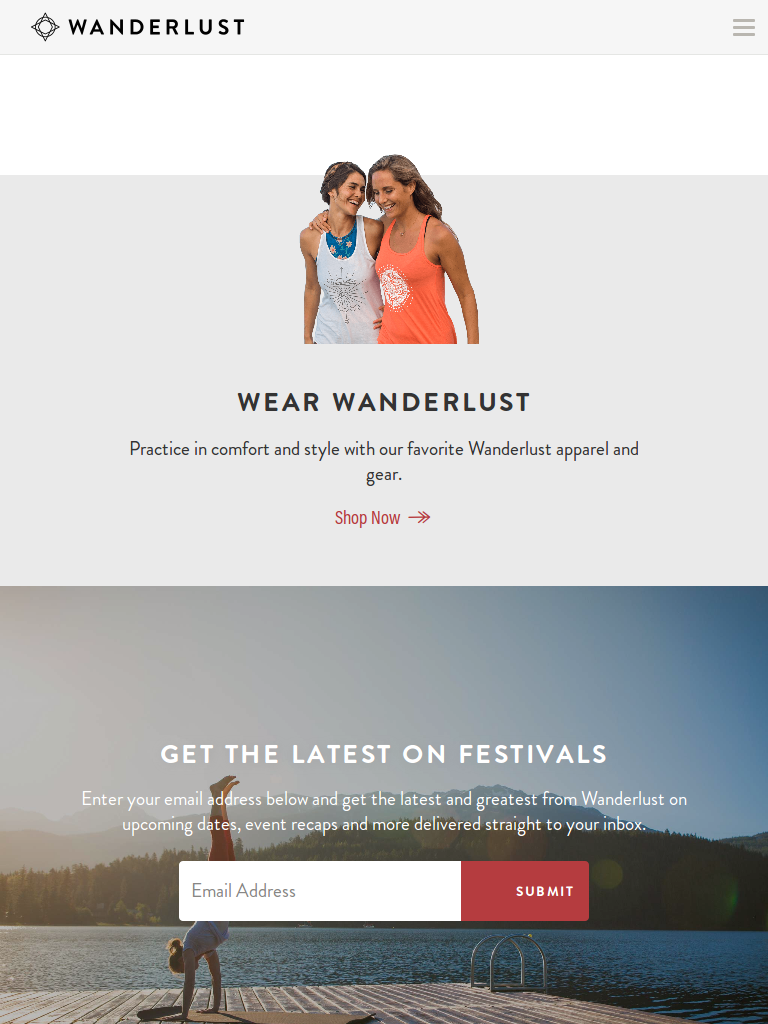 WANDERLUST
WEAR WANDERLUST
Practice in comfort and style with our favorite Wanderlust apparel and
gear.
Shop Now
GET THE LATEST ON FESTIVALS
Enter your email address below and get the latest and greatest from Wanderlust on
upcoming dates, event recaps and more delivered straight to your inbox.
Email Address
SUBMIT